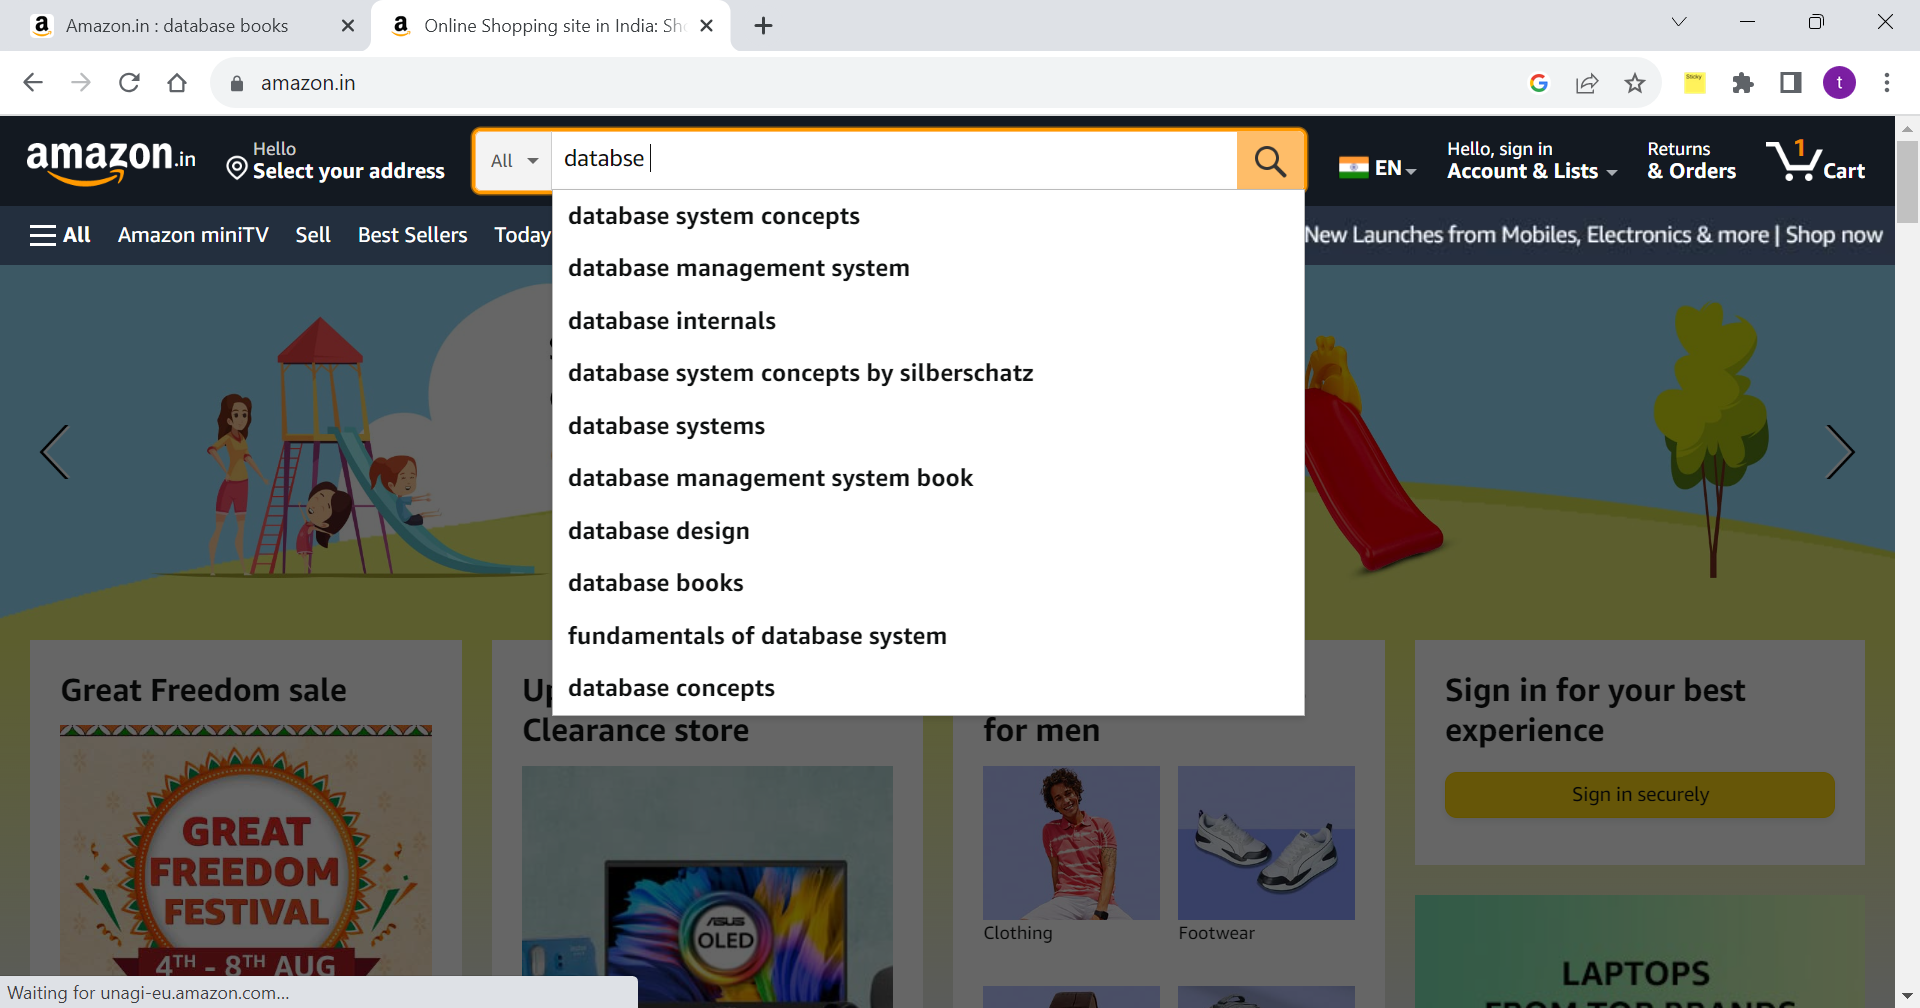 Amazon.in : database books
Online Shopping site in India: Sh
amazon.in
Sticky
t
amazon.in
Hello
Select your address
All
databse
EN
Hello, sign in
Account & Lists
Returns
& Orders
1
Cart
All
Amazon miniTV
Sell
Best Sellers
Today
New Launches from Mobiles, Electronics & more | Shop now
database system concepts
database management system
database internals
database system concepts by silberschatz
database systems
database management system book
database design
database books
fundamentals of database system
database concepts
Great Freedom sale
Up
Clearance store
for men
Sign in for your best
experience
Sign in securely
GREAT
FREEDOM
FESTIVAL
4TH - 8TH AUG
ASUS
OLED
Clothing
Footwear
LAPTOPS
FROM TOP BRANDS
Waiting for unagi-eu.amazon.com...